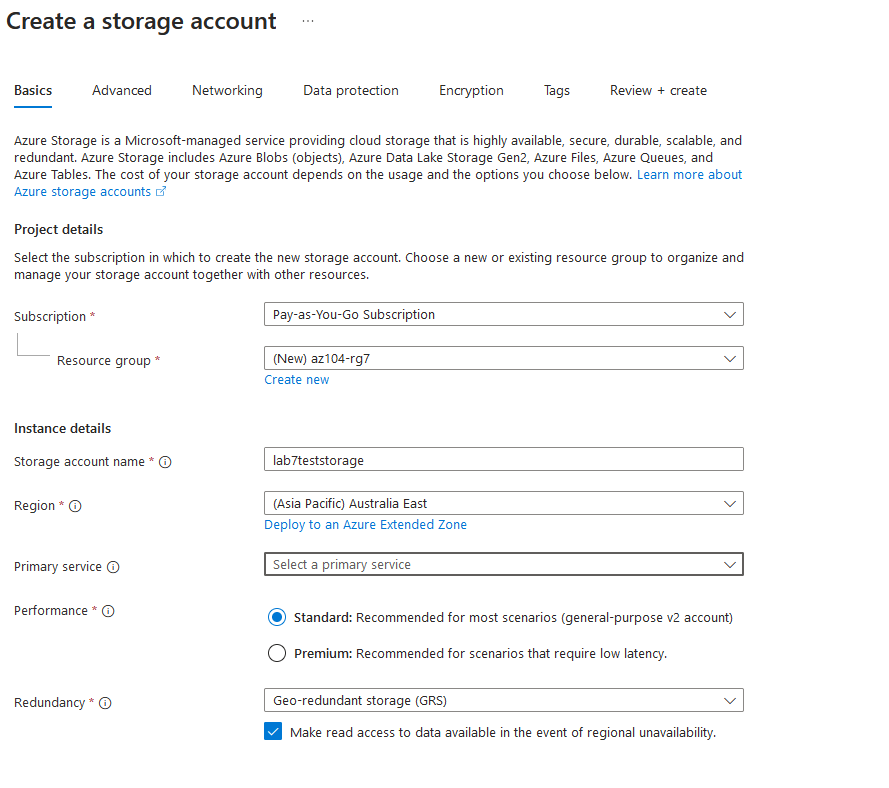 Create a storage account ...
Basics Advanced Networking Data protection Encryption Tags Review + create
Azure Storage is a Microsoft-managed service providing cloud storage that is highly available, secure, durable, scalable, and
redundant. Azure Storage includes Azure Blobs (objects), Azure Data Lake Storage Gen2, Azure Files, Azure Queues, and
Azure Tables. The cost of your storage account depends on the usage and the options you choose below. Learn more about
Azure storage accounts
Project details
Select the subscription in which to create the new storage account. Choose a new or existing resource group to organize and
manage your storage account together with other resources.
Subscription * Pay-as-You-Go Subscription
Resource group * (New) az104-rg7
Create new
Instance details
Storage account name * lab7teststorage
Region * (Asia Pacific) Australia East
Deploy to an Azure Extended Zone
Primary service Select a primary service
Performance * Standard: Recommended for most scenarios (general-purpose v2 account)
Premium: Recommended for scenarios that require low latency.
Redundancy * Geo-redundant storage (GRS)
Make read access to data available in the event of regional unavailability.